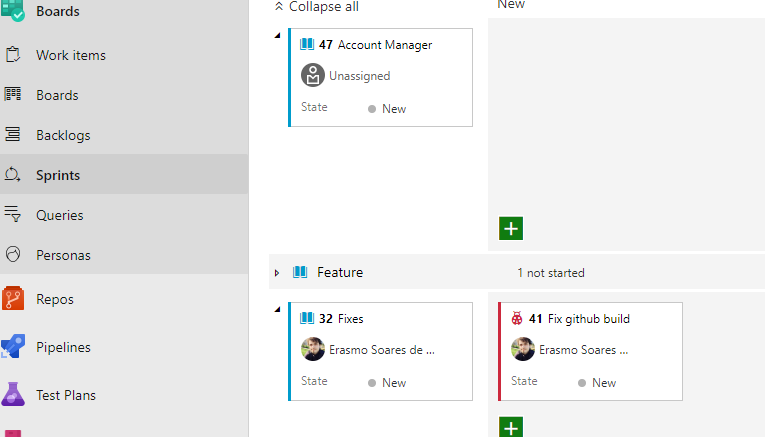 Boards
Work items
Boards
Backlogs
Sprints
Queries
Personas
Repos
Pipelines
Test Plans
Collapse all
New
47 Account Manager
Unassigned
State New
Feature 1 not started
32 Fixes
Erasmo Soares de ...
State New
41 Fix github build
Erasmo Soares ...
State New